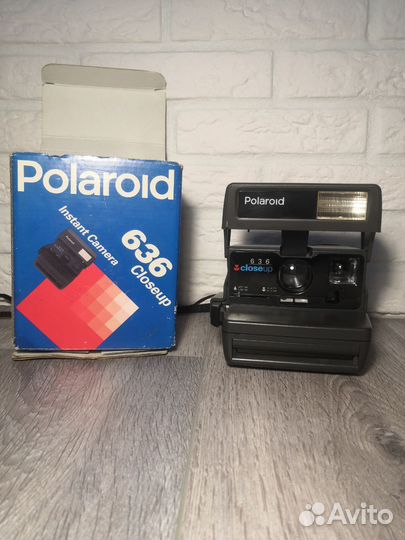 Polaroid
Instant Camera
636
Closeup
Polaroid
636
closeup
Avito